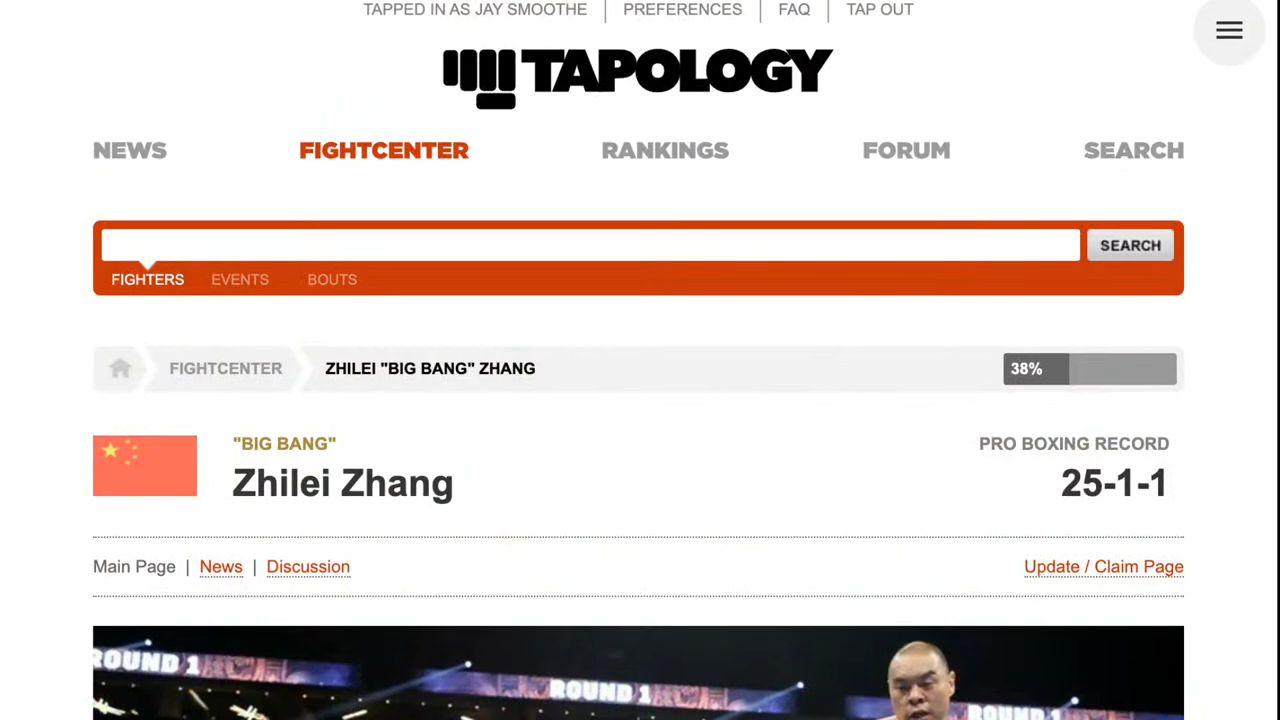 TAPPED IN AS JAY SMOOTHE | PREFERENCES | FAQ | TAP OUT
TAPOLOGY
NEWS FIGHTCENTER RANKINGS FORUM SEARCH
SEARCH
FIGHTERS EVENTS BOUTS
FIGHTCENTER ZHILEI "BIG BANG" ZHANG 38%
"BIG BANG" PRO BOXING RECORD
Zhilei Zhang 25-1-1
Main Page | News | Discussion Update / Claim Page
ROUND 1 ROUND 1 ROUND 1